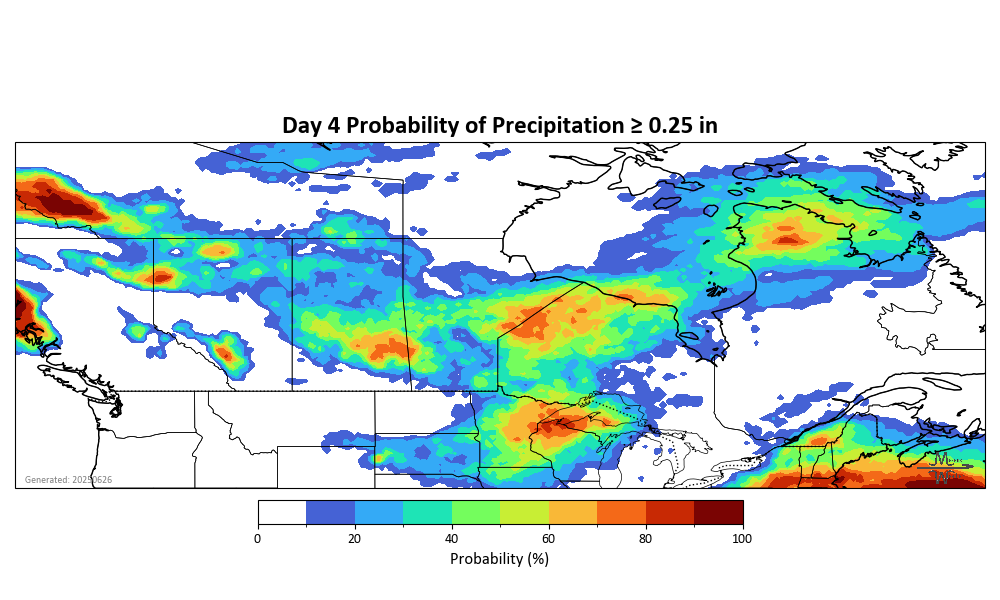 Day 4 Probability of Precipitation ≥ 0.25 in
Generated: 20250626
0 20 40 60 80 100
Probability (%)